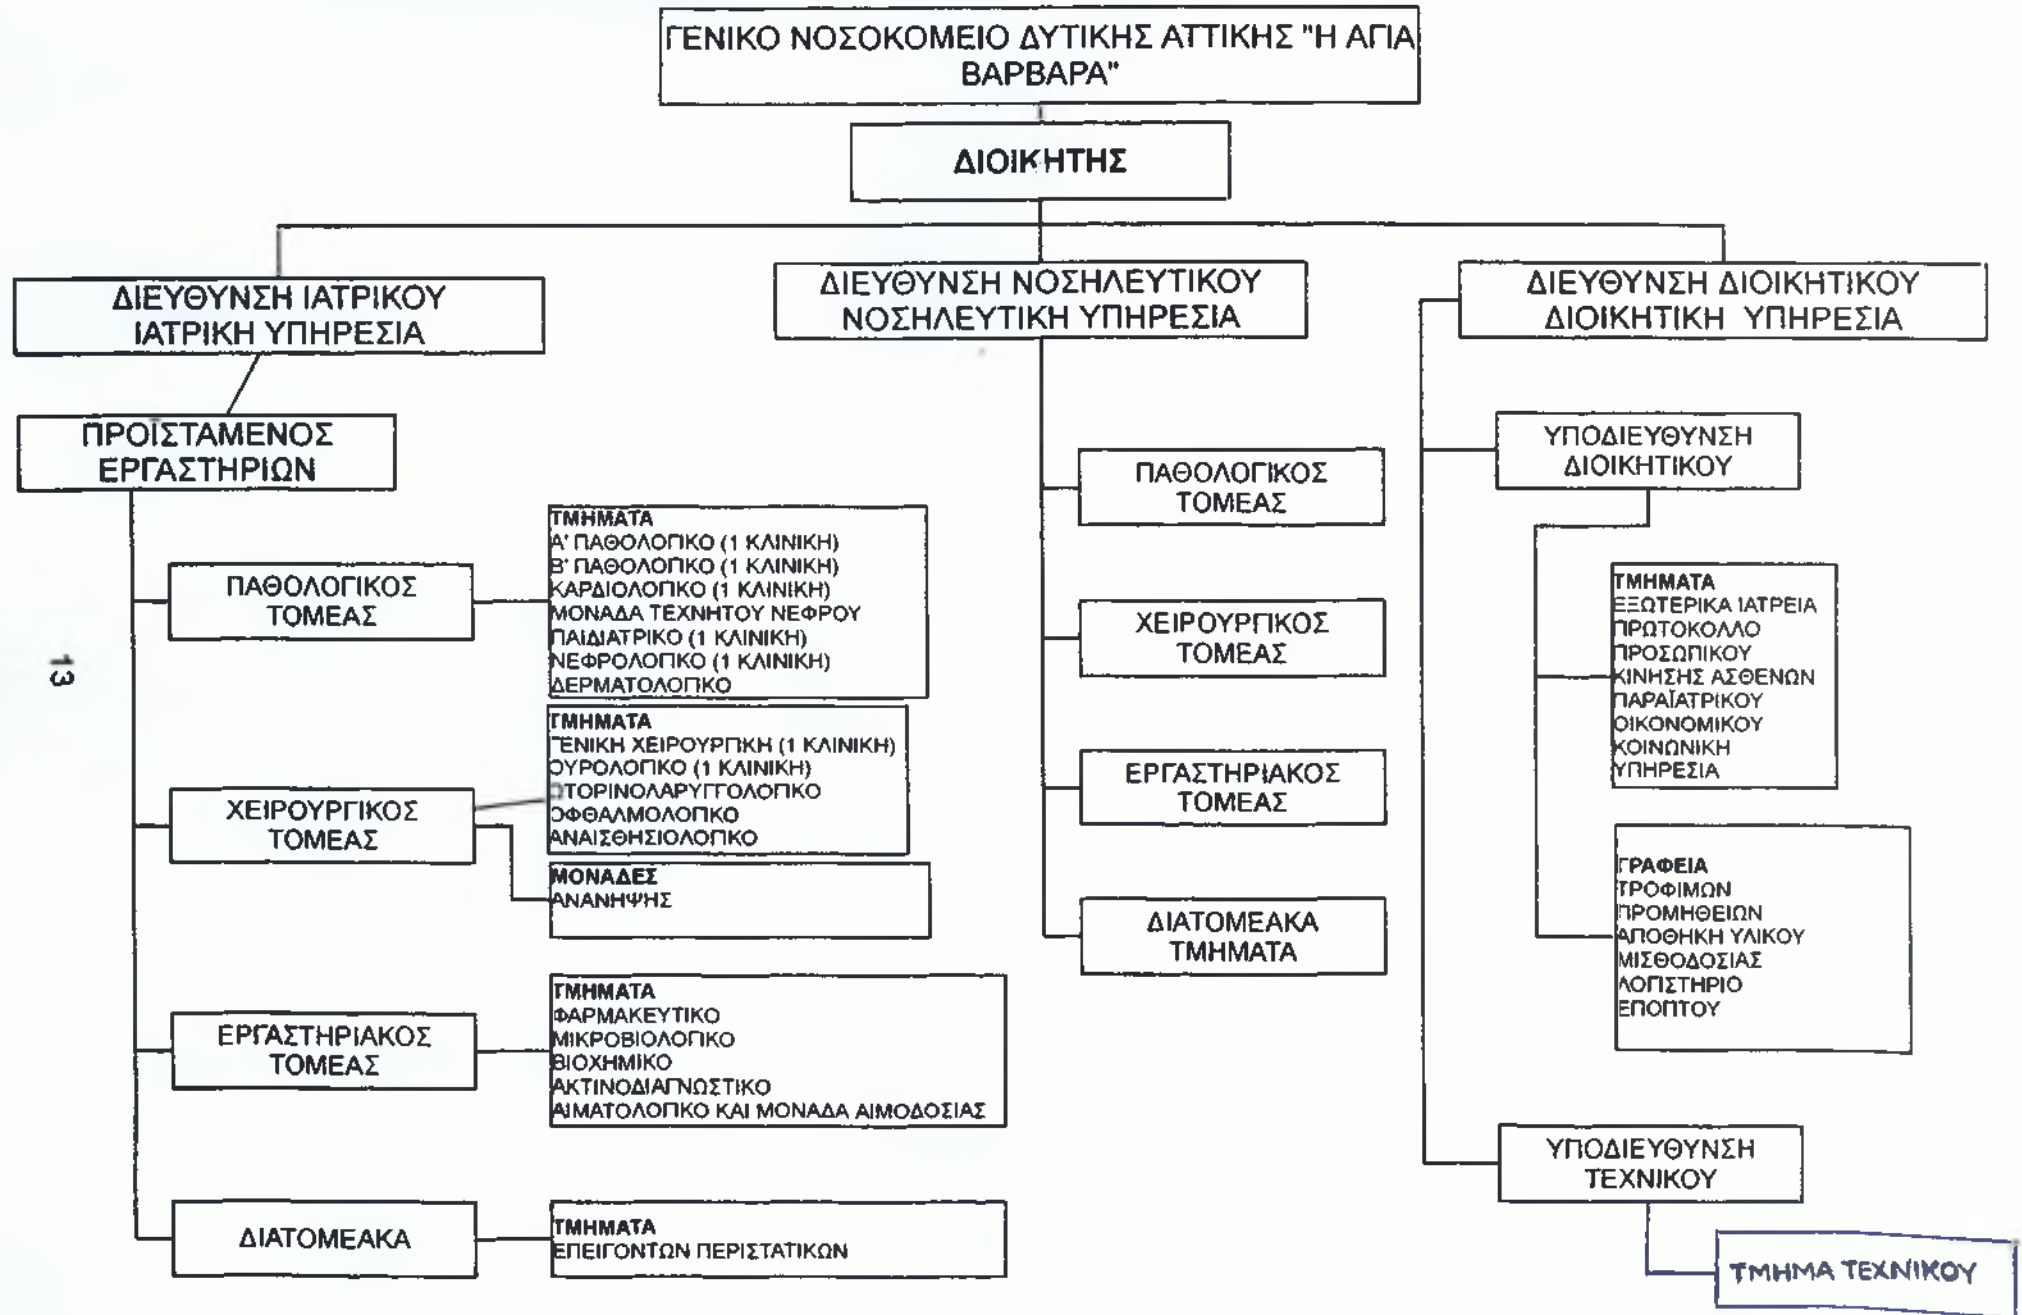 ΓΕΝΙΚΟ ΝΟΣΟΚΟΜΕΙΟ ΔΥΤΙΚΗΣ ΑΤΤΙΚΗΣ "Η ΑΓΙΑ
ΒΑΡΒΑΡΑ"
ΔΙΟΙΚΗΤΗΣ
ΔΙΕΥΘΥΝΣΗ ΙΑΤΡΙΚΟΥ
ΙΑΤΡΙΚΗ ΥΠΗΡΕΣΙΑ
ΠΡΟΪΣΤΑΜΕΝΟΣ
ΕΡΓΑΣΤΗΡΙΩΝ
ΠΑΘΟΛΟΓΙΚΟΣ
ΤΟΜΕΑΣ
ΤΜΗΜΑΤΑ
Α' ΠΑΘΟΛΟΓΙΚΟ (1 ΚΛΙΝΙΚΗ)
Β' ΠΑΘΟΛΟΓΙΚΟ (1 ΚΛΙΝΙΚΗ)
ΚΑΡΔΙΟΛΟΓΙΚΟ (1 ΚΛΙΝΙΚΗ)
ΜΟΝΑΔΑ ΤΕΧΝΗΤΟΥ ΝΕΦΡΟΥ
ΠΑΙΔΙΑΤΡΙΚΟ (1 ΚΛΙΝΙΚΗ)
ΝΕΦΡΟΛΟΓΙΚΟ (1 ΚΛΙΝΙΚΗ)
ΔΕΡΜΑΤΟΛΟΓΙΚΟ
ΧΕΙΡΟΥΡΓΙΚΟΣ
ΤΟΜΕΑΣ
ΤΜΗΜΑΤΑ
ΓΕΝΙΚΗ ΧΕΙΡΟΥΡΓΙΚΗ (1 ΚΛΙΝΙΚΗ)
ΟΥΡΟΛΟΓΙΚΟ (1 ΚΛΙΝΙΚΗ)
ΩΤΟΡΙΝΟΛΑΡΥΓΓΟΛΟΓΙΚΟ
ΟΦΘΑΛΜΟΛΟΓΙΚΟ
ΑΝΑΙΣΘΗΣΙΟΛΟΓΙΚΟ
ΜΟΝΑΔΕΣ
ΑΝΑΝΗΨΗΣ
ΕΡΓΑΣΤΗΡΙΑΚΟΣ
ΤΟΜΕΑΣ
ΤΜΗΜΑΤΑ
ΦΑΡΜΑΚΕΥΤΙΚΟ
ΜΙΚΡΟΒΙΟΛΟΓΙΚΟ
ΒΙΟΧΗΜΙΚΟ
ΑΚΤΙΝΟΔΙΑΓΝΩΣΤΙΚΟ
ΑΙΜΑΤΟΛΟΓΙΚΟ ΚΑΙ ΜΟΝΑΔΑ ΑΙΜΟΔΟΣΙΑΣ
ΔΙΑΤΟΜΕΑΚΑ
ΤΜΗΜΑΤΑ
ΕΠΕΙΓΟΝΤΩΝ ΠΕΡΙΣΤΑΤΙΚΩΝ
ΔΙΕΥΘΥΝΣΗ ΝΟΣΗΛΕΥΤΙΚΟΥ
ΝΟΣΗΛΕΥΤΙΚΗ ΥΠΗΡΕΣΙΑ
ΠΑΘΟΛΟΓΙΚΟΣ
ΤΟΜΕΑΣ
ΧΕΙΡΟΥΡΓΙΚΟΣ
ΤΟΜΕΑΣ
ΕΡΓΑΣΤΗΡΙΑΚΟΣ
ΤΟΜΕΑΣ
ΔΙΑΤΟΜΕΑΚΑ
ΤΜΗΜΑΤΑ
ΔΙΕΥΘΥΝΣΗ ΔΙΟΙΚΗΤΙΚΟΥ
ΔΙΟΙΚΗΤΙΚΗ ΥΠΗΡΕΣΙΑ
ΥΠΟΔΙΕΥΘΥΝΣΗ
ΔΙΟΙΚΗΤΙΚΟΥ
ΤΜΗΜΑΤΑ
ΕΞΩΤΕΡΙΚΑ ΙΑΤΡΕΙΑ
ΠΡΩΤΟΚΟΛΛΟ
ΠΡΟΣΩΠΙΚΟΥ
ΚΙΝΗΣΗΣ ΑΣΘΕΝΩΝ
ΠΑΡΑΪΑΤΡΙΚΟΥ
ΟΙΚΟΝΟΜΙΚΟΥ
ΚΟΙΝΩΝΙΚΗ
ΥΠΗΡΕΣΙΑ
ΓΡΑΦΕΙΑ
ΤΡΟΦΙΜΩΝ
ΠΡΟΜΗΘΕΙΩΝ
ΑΠΟΘΗΚΗ ΥΛΙΚΟΥ
ΜΙΣΘΟΔΟΣΙΑΣ
ΛΟΓΙΣΤΗΡΙΟ
ΕΠΟΠΤΟΥ
ΥΠΟΔΙΕΥΘΥΝΣΗ
ΤΕΧΝΙΚΟΥ
ΤΜΗΜΑ ΤΕΧΝΙΚΟΥ
13